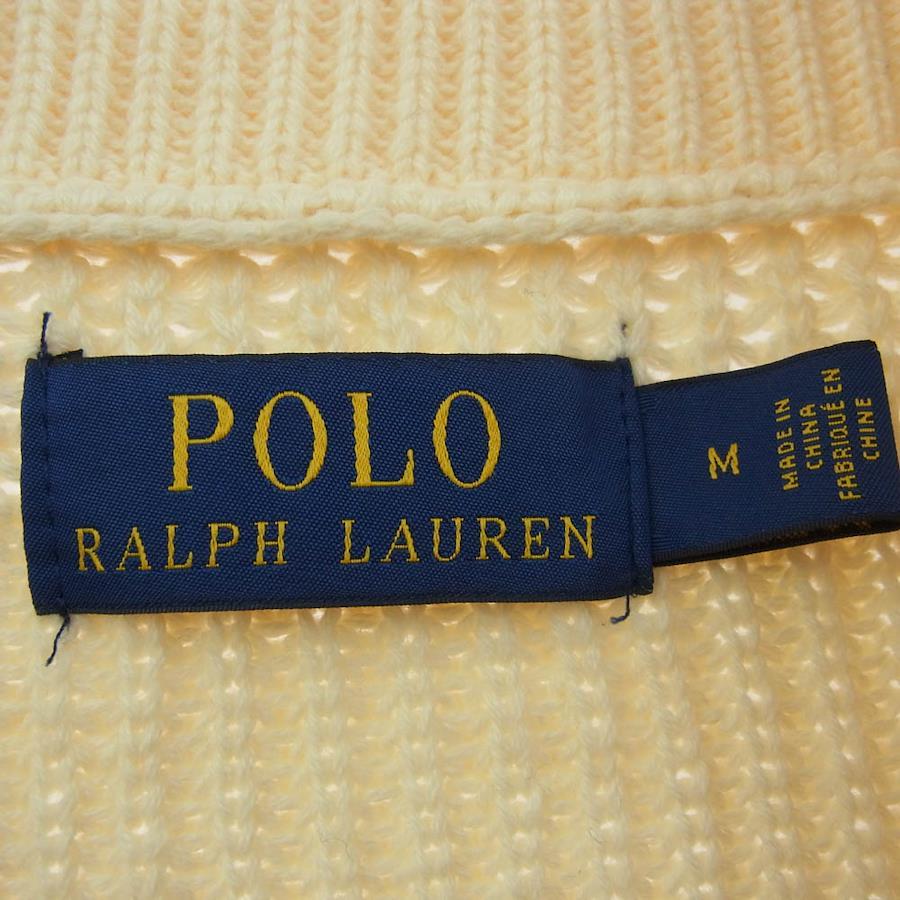 POLO
RALPH LAUREN
M
MADE IN
CHINA
FABRIQUÉ EN
CHINE